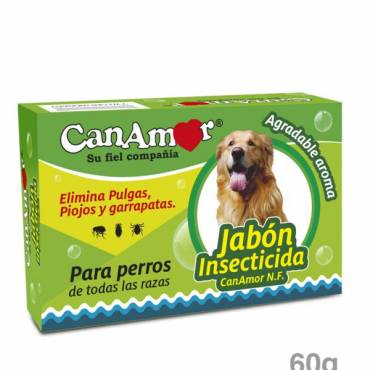 CanAmor®
Su fiel compañía
Elimina Pulgas,
Piojos y garrapatas.
Para perros
de todas las razas
Agradable aroma
Jabón
Insecticida
CanAmor N.F.
60g